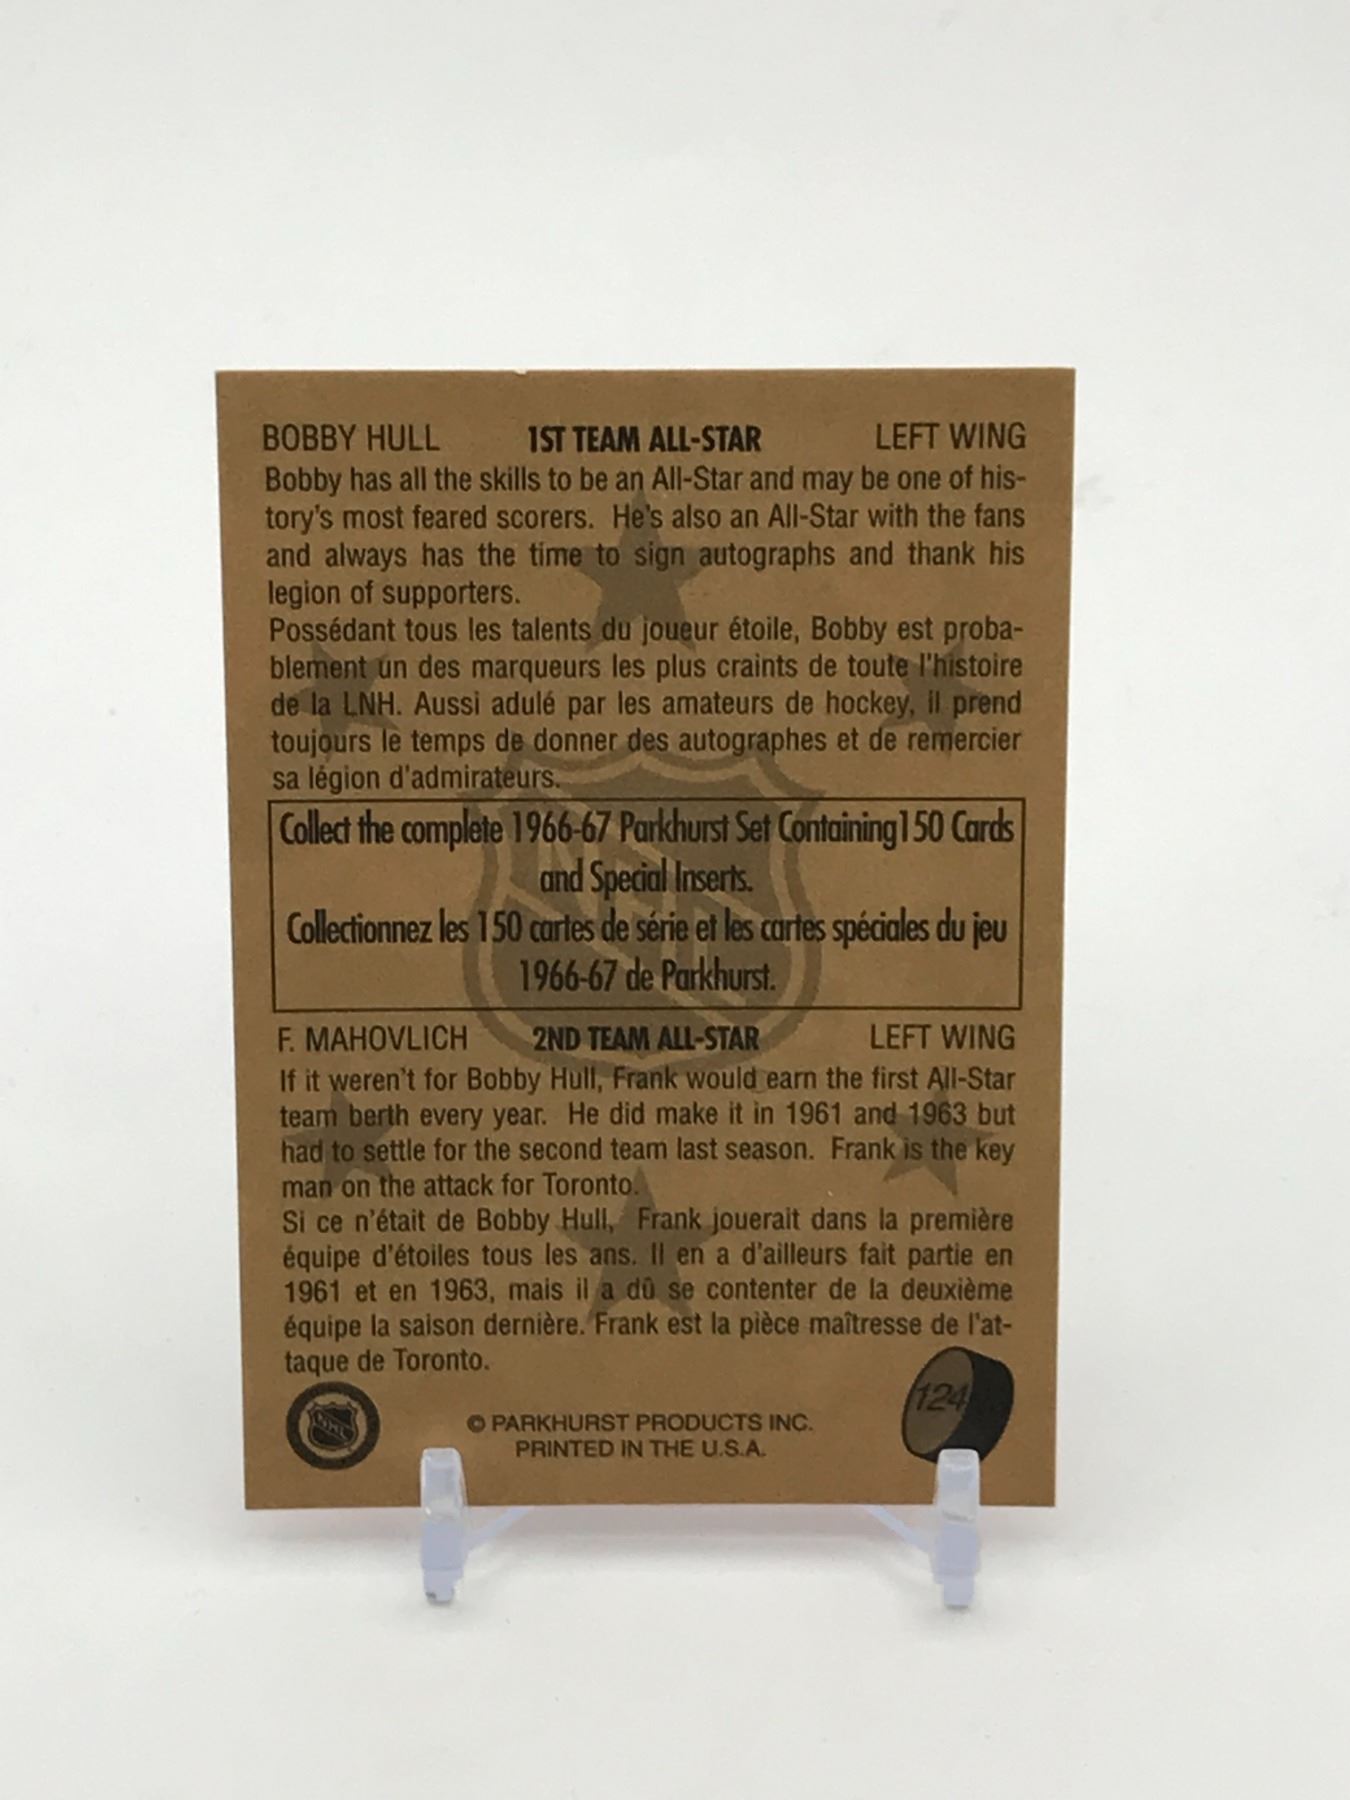 BOBBY HULL 1ST TEAM ALL-STAR LEFT WING
Bobby has all the skills to be an All-Star and may be one of his-
tory's most feared scorers. He's also an All-Star with the fans
and always has the time to sign autographs and thank his
legion of supporters.
Possédant tous les talents du joueur étoile, Bobby est proba-
blement un des marqueurs les plus craints de toute l'histoire
de la LNH. Aussi adulé par les amateurs de hockey, il prend
toujours le temps de donner des autographes et de remercier
sa légion d'admirateurs.
Collect the complete 1966-67 Parkhurst Set Containing150 Cards
and Special Inserts.
Collectionnez les 150 cartes de série et les cartes spéciales du jeu
1966-67 de Parkhurst.
F. MAHOVLICH 2ND TEAM ALL-STAR LEFT WING
If it weren't for Bobby Hull, Frank would earn the first All-Star
team berth every year. He did make it in 1961 and 1963 but
had to settle for the second team last season. Frank is the key
man on the attack for Toronto.
Si ce n'était de Bobby Hull, Frank jouerait dans la première
équipe d'étoiles tous les ans. Il en a d'ailleurs fait partie en
1961 et en 1963, mais il a dû se contenter de la deuxième
équipe la saison dernière. Frank est la pièce maîtresse de l'at-
taque de Toronto.
124
© PARKHURST PRODUCTS INC.
PRINTED IN THE U.S.A.